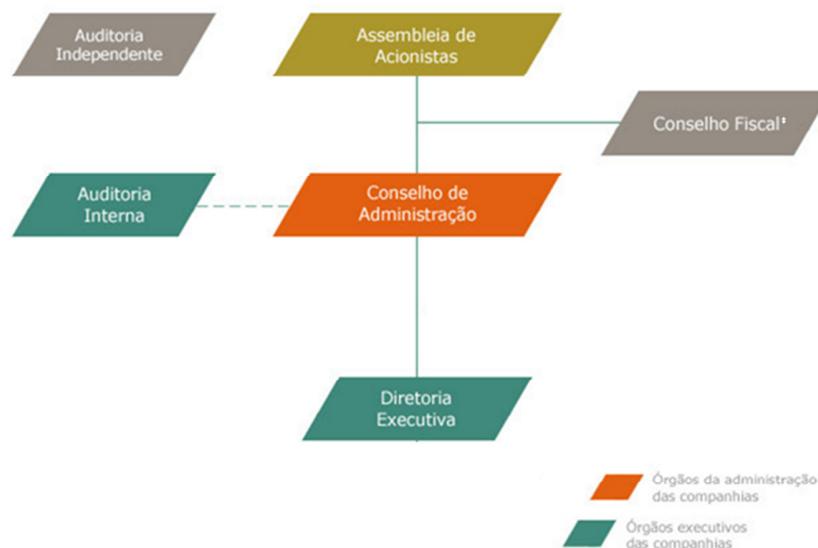 Auditoria
Independente
Assembleia de
Acionistas
Conselho Fiscal*
Auditoria
Interna
Conselho de
Administração
Diretoria
Executiva
Órgãos da administração
das companhias
Órgãos executivos
das companhias